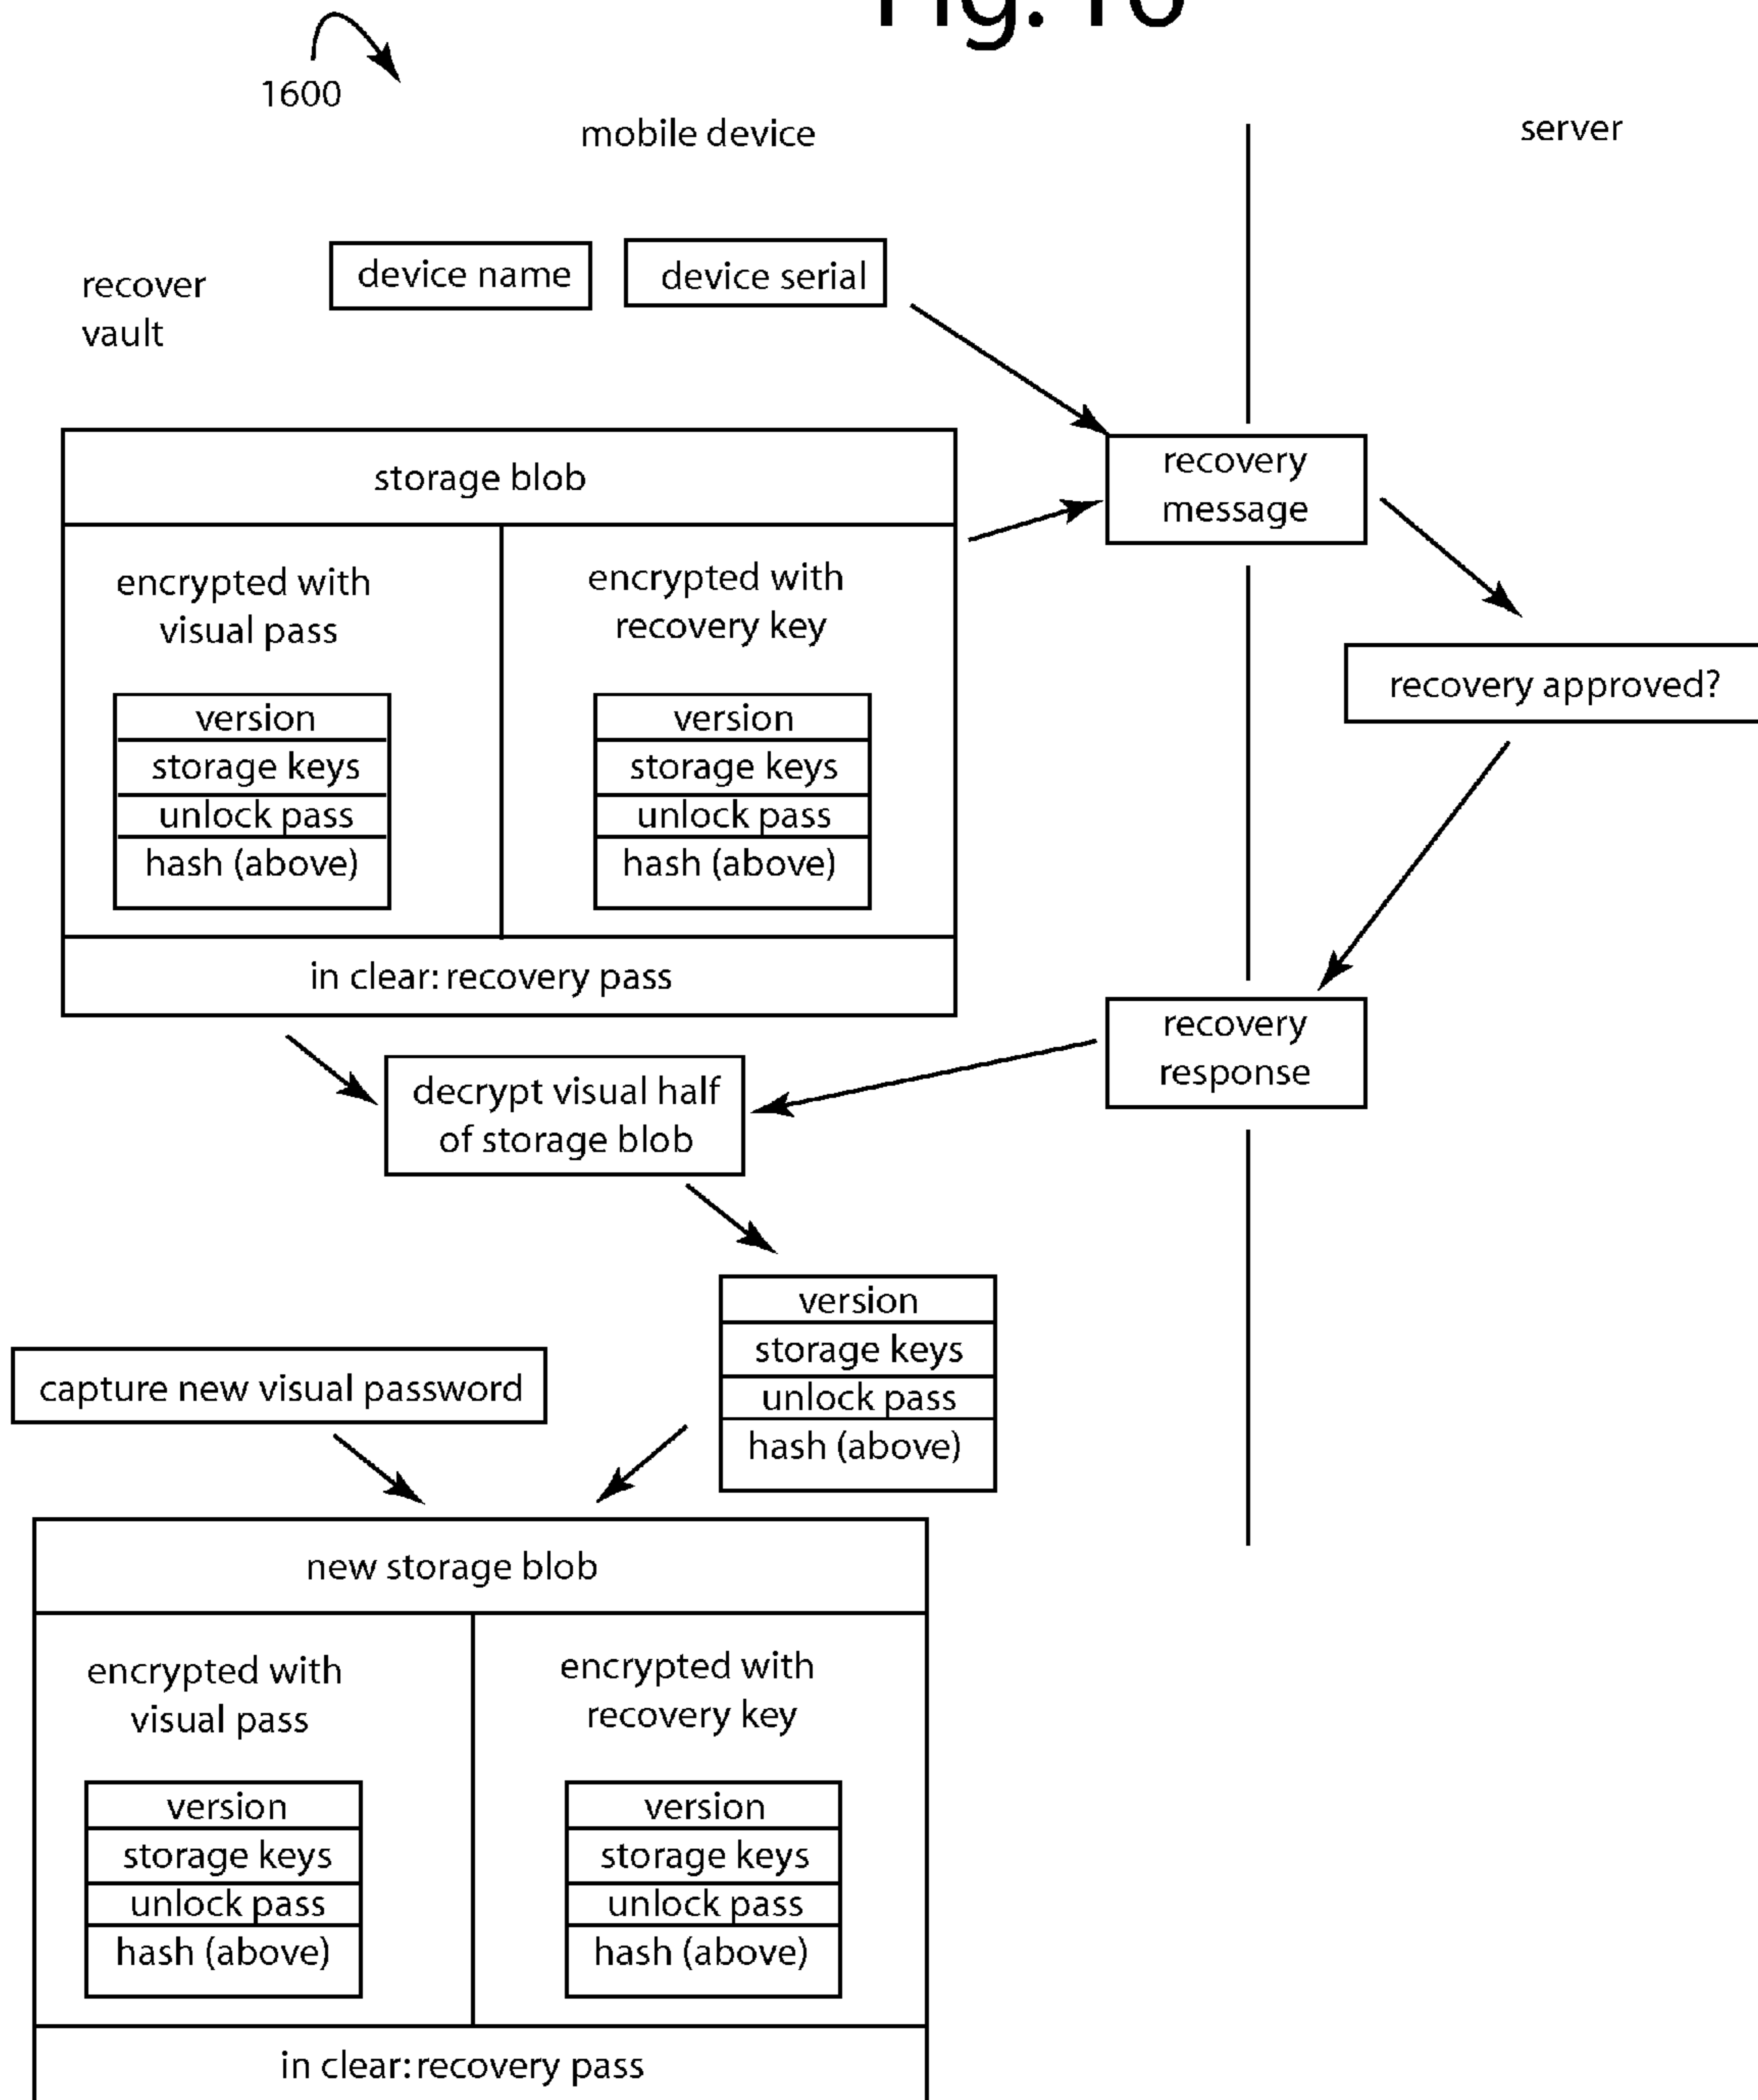 Fig. 16
1600
mobile device
server
recover
vault
device name
device serial
storage blob
recovery
message
encrypted with
visual pass
encrypted with
recovery key
recovery approved?
version
storage keys
unlock pass
hash (above)
version
storage keys
unlock pass
hash (above)
in clear: recovery pass
recovery
response
decrypt visual half
of storage blob
version
storage keys
unlock pass
hash (above)
capture new visual password
new storage blob
encrypted with
visual pass
encrypted with
recovery key
version
storage keys
unlock pass
hash (above)
version
storage keys
unlock pass
hash (above)
in clear: recovery pass